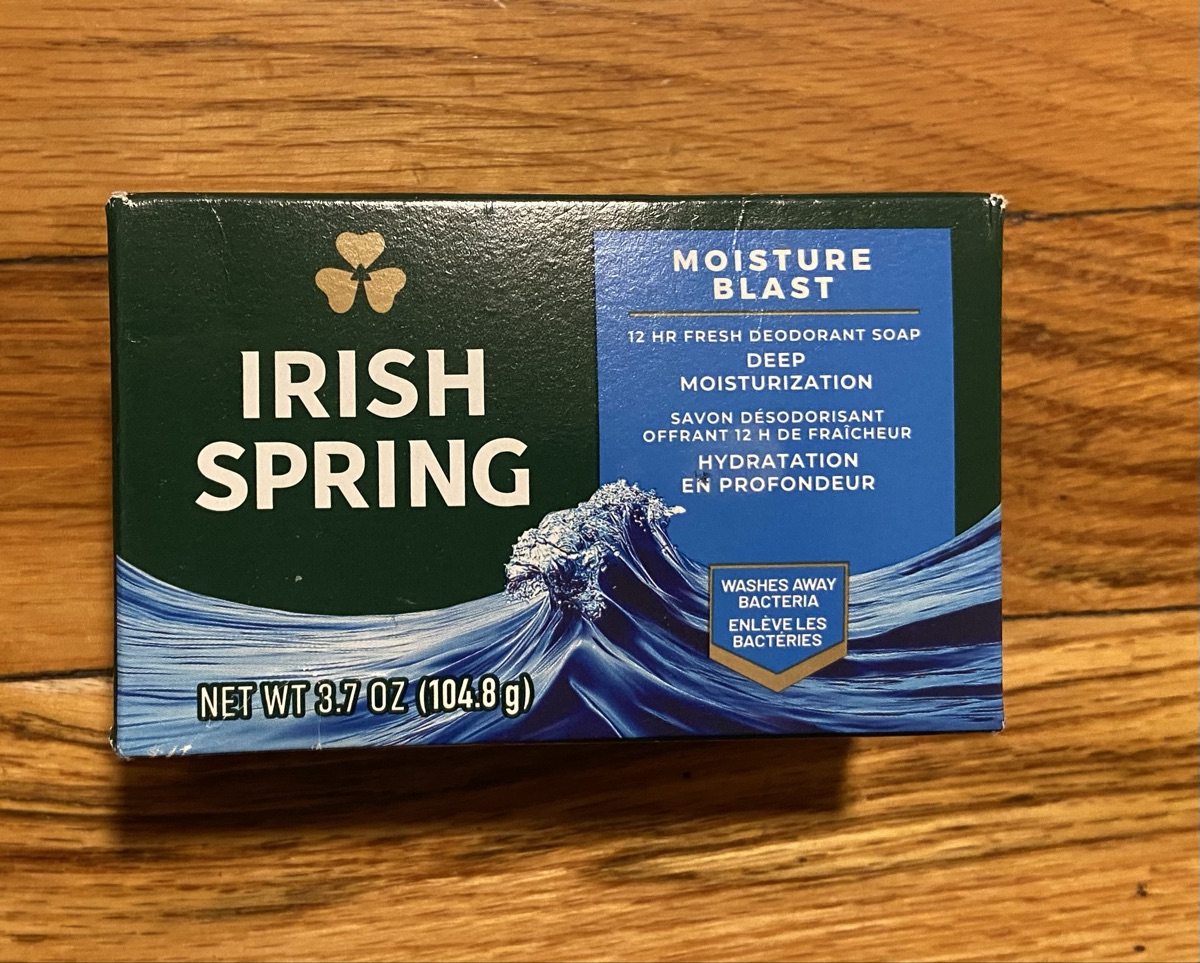 IRISH
SPRING
MOISTURE
BLAST
12 HR FRESH DEODORANT SOAP
DEEP
MOISTURIZATION
SAVON DÉSODORISANT
OFFRANT 12 H DE FRAÎCHEUR
HYDRATATION
EN PROFONDEUR
WASHES AWAY
BACTERIA
ENLÈVE LES
BACTÉRIES
NET WT 3.7 OZ (104.8 g)